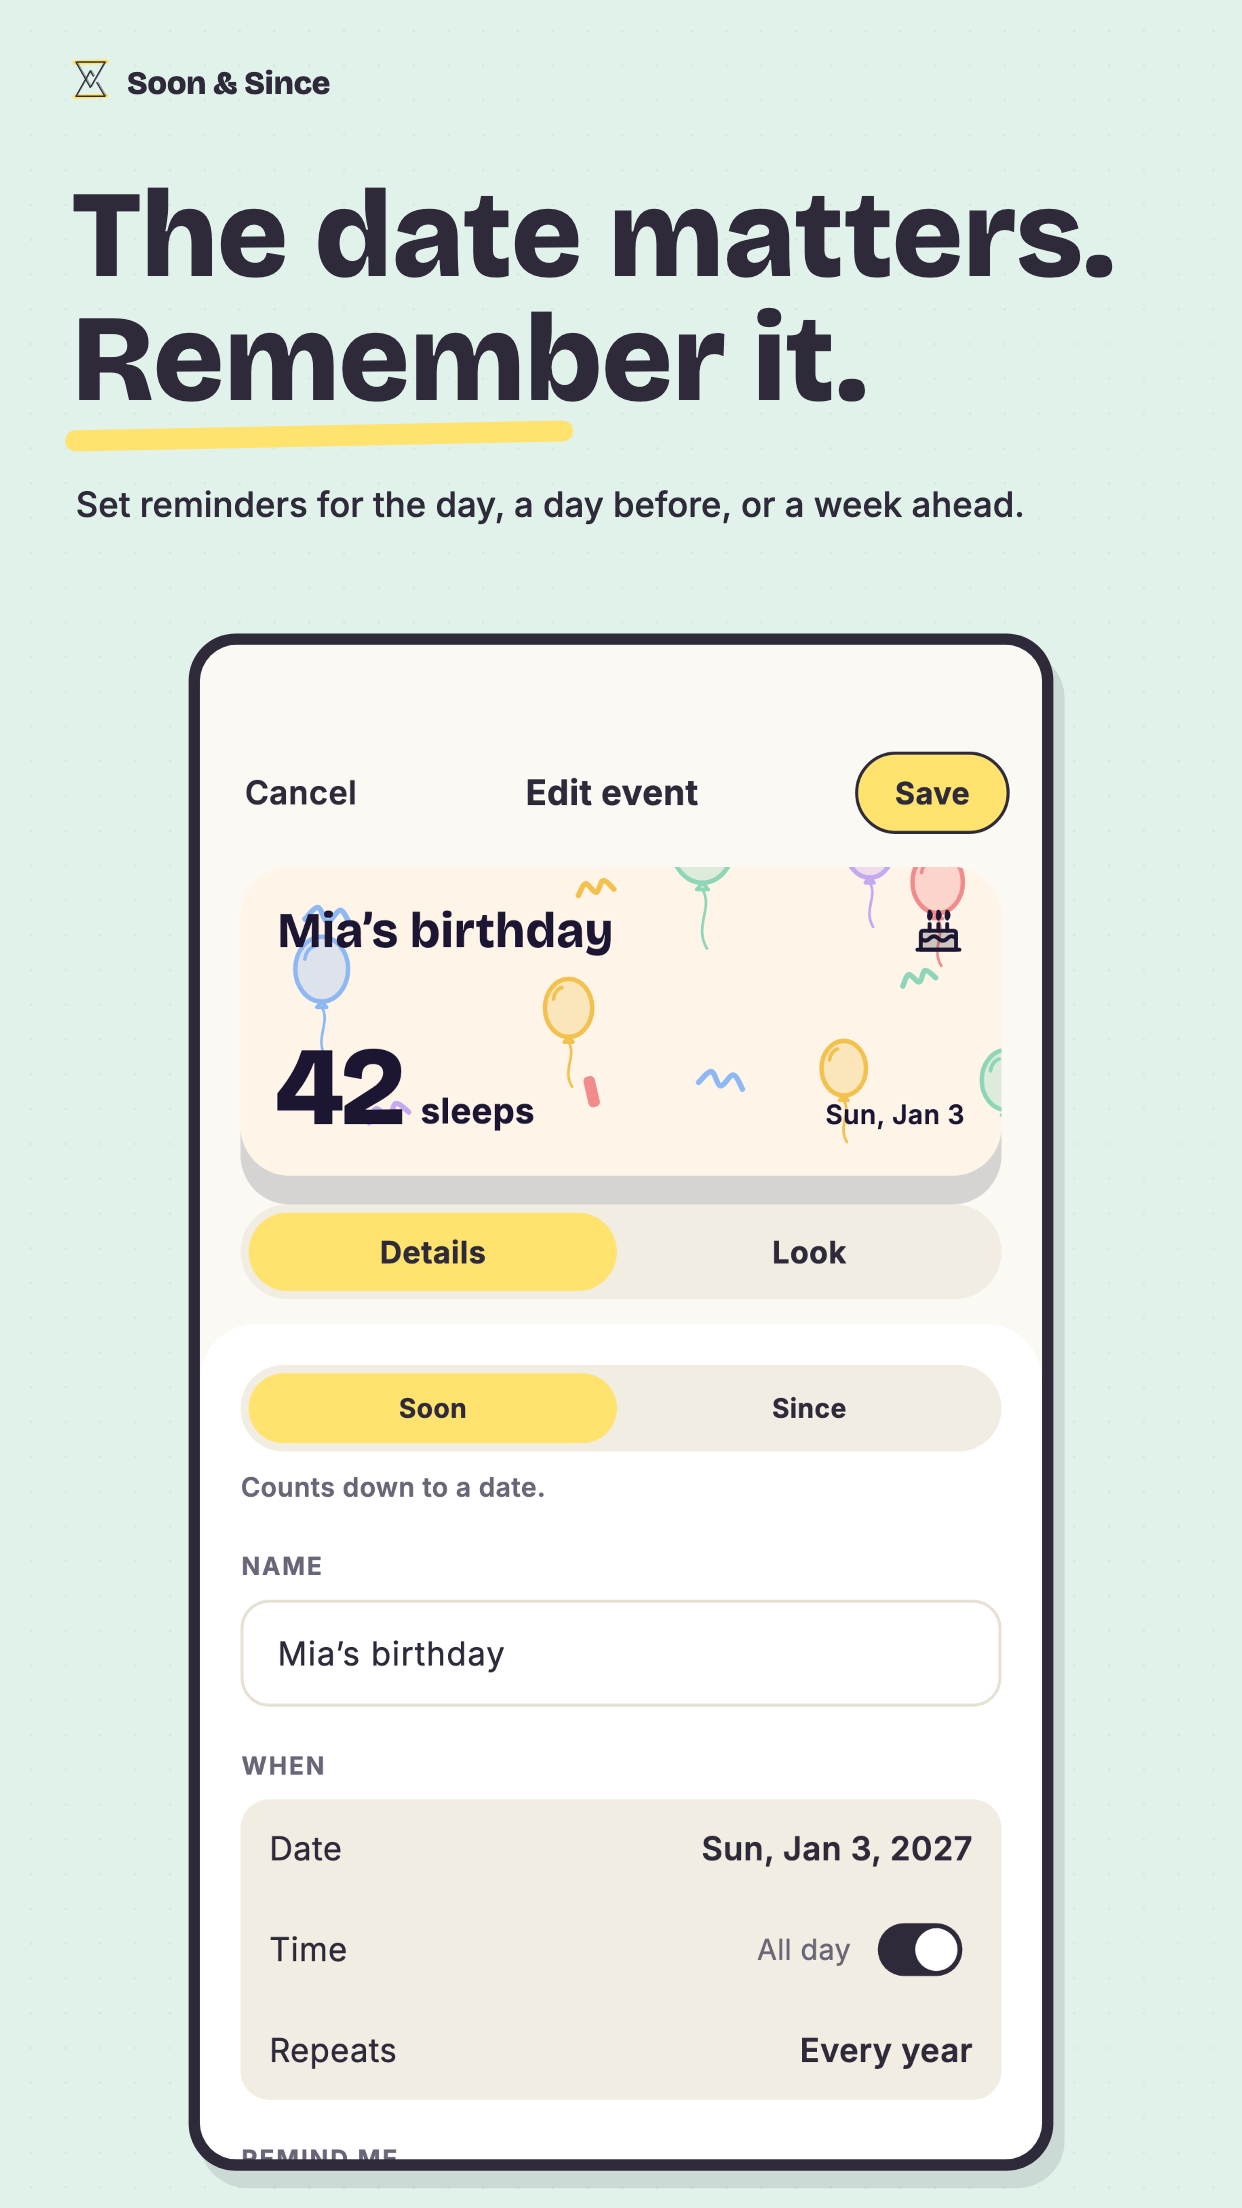 Soon & Since
The date matters.
Remember it.
Set reminders for the day, a day before, or a week ahead.
Cancel
Edit event
Save
Mia’s birthday
42 sleeps
Sun, Jan 3
Details
Look
Soon
Since
Counts down to a date.
NAME
Mia’s birthday
WHEN
Date
Sun, Jan 3, 2027
Time
All day
Repeats
Every year
REMIND ME